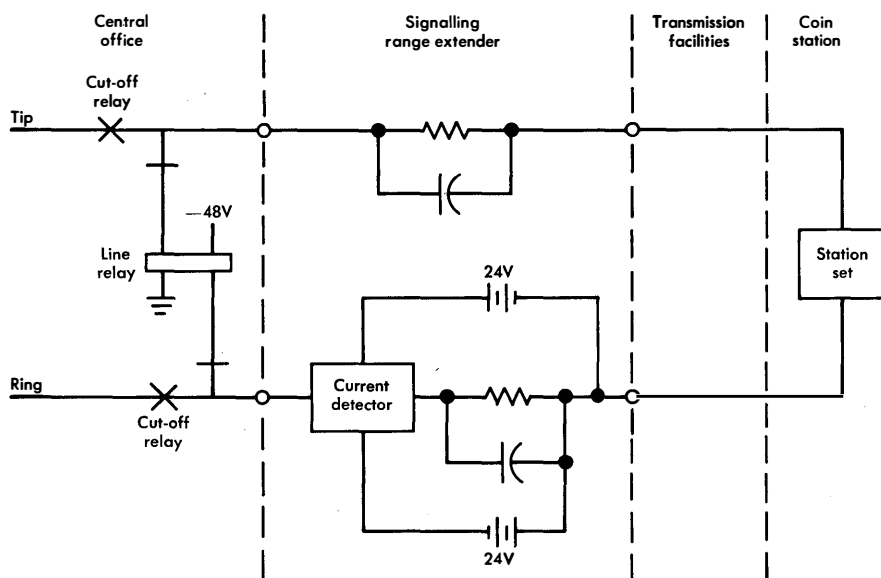 Central
office
Signalling
range extender
Transmission
facilities
Coin
station
Cut-off
relay
Tip
—48V
Line
relay
Station
set
24V
Current
detector
Ring
Cut-off
relay
24V